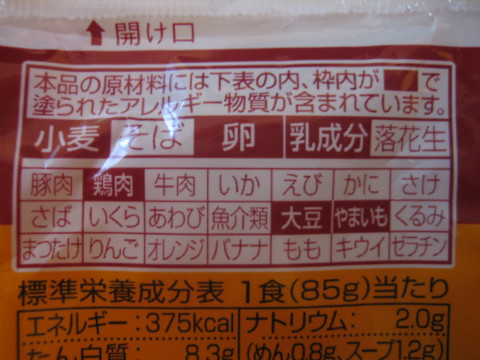 開け口
本品の原材料には下表の内、枠内が■で
塗られたアレルギー物質が含まれています。
小麦 そば 卵 乳成分 落花生
豚肉 鶏肉 牛肉 いか えび かに さけ
さば いくら あわび 魚介類 大豆 やまいも くるみ
まつたけ りんご オレンジ バナナ もも キウイ ゼラチン
標準栄養成分表 1食(85g)当たり
エネルギー:375kcal ナトリウム: 2.0g
たん白質: 8.3g (めん0.8g、スープ1.2g)